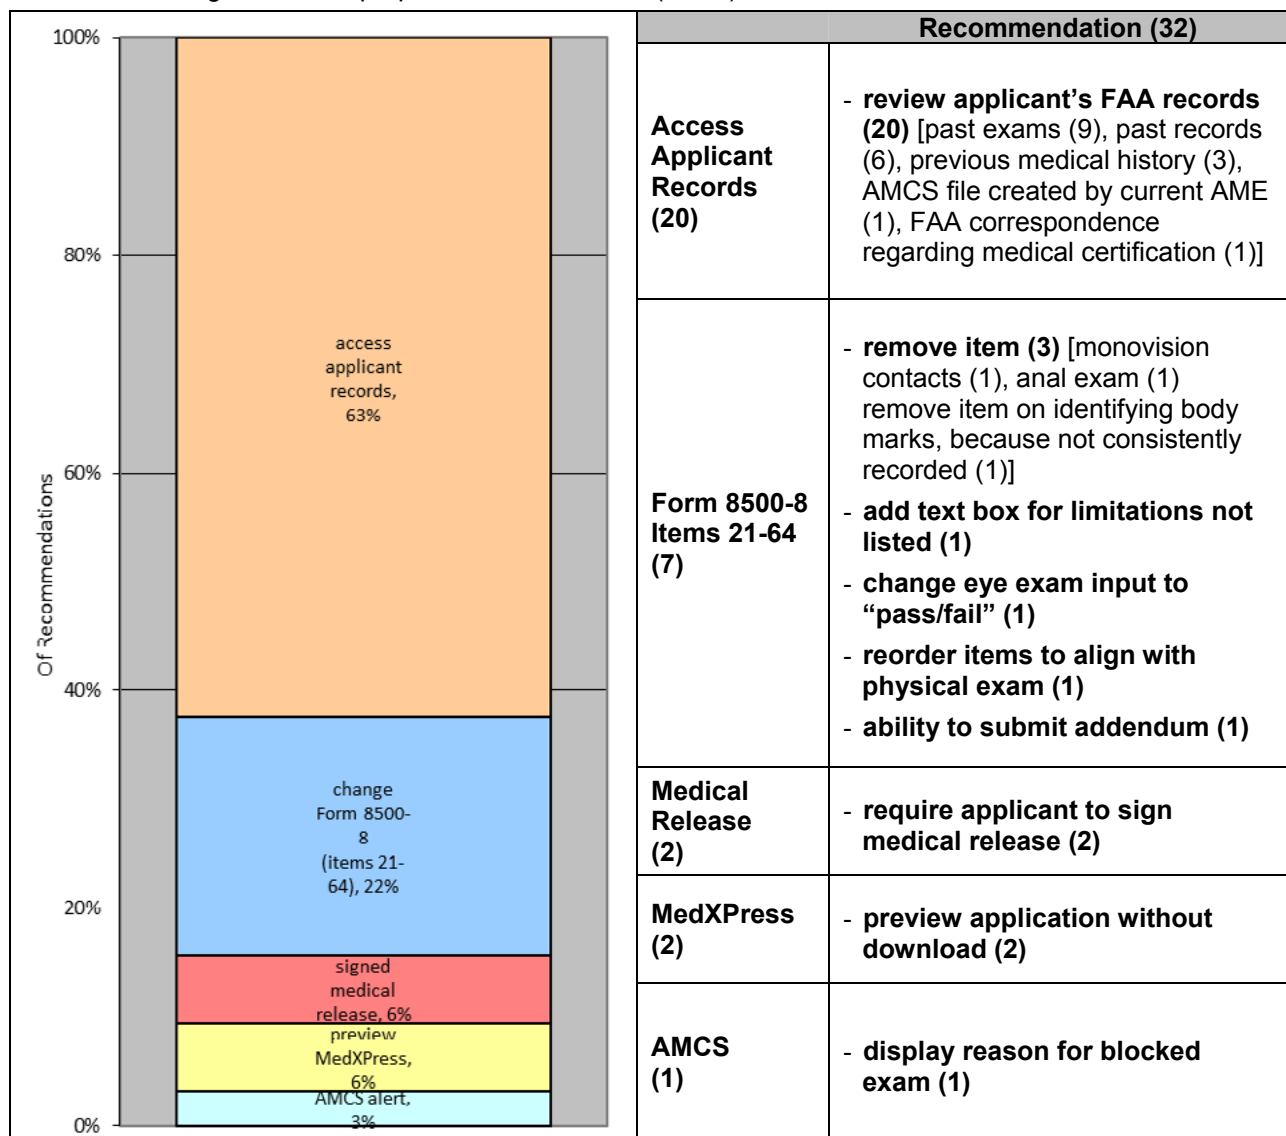 100%
80%
60%
40%
20%
0%
Of Recommendations
access
applicant
records,
63%
change
Form 8500-
8
(items 21-
64), 22%
signed
medical
release, 6%
preview
MedXPress,
6%
AMCS alert,
3%
Recommendation (32)
Access
Applicant
Records
(20)
- review applicant’s FAA records
(20) [past exams (9), past records
(6), previous medical history (3),
AMCS file created by current AME
(1), FAA correspondence
regarding medical certification (1)]
Form 8500-8
Items 21-64
(7)
- remove item (3) [monovision
contacts (1), anal exam (1)
remove item on identifying body
marks, because not consistently
recorded (1)]
- add text box for limitations not
listed (1)
- change eye exam input to
“pass/fail” (1)
- reorder items to align with
physical exam (1)
- ability to submit addendum (1)
Medical
Release
(2)
- require applicant to sign
medical release (2)
MedXPress
(2)
- preview application without
download (2)
AMCS
(1)
- display reason for blocked
exam (1)